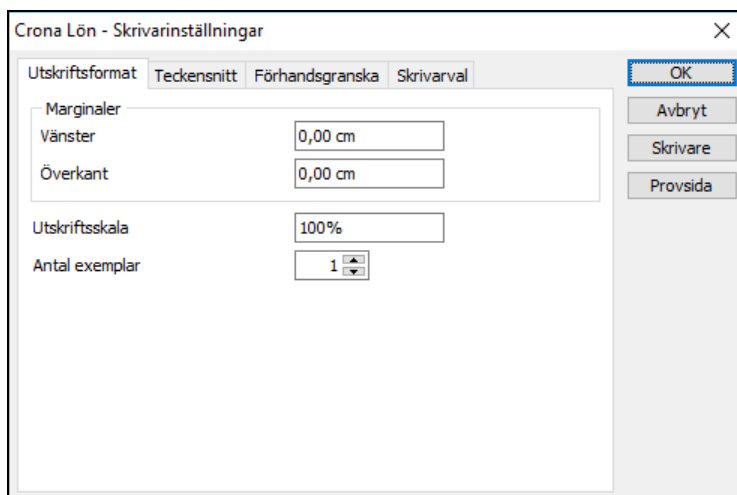 Crona Lön - Skrivarinställningar
Utskriftsformat Teckensnitt Förhandsgranska Skrivarval
OK
Marginaler
Avbryt
Vänster 0,00 cm
Skrivare
Överkant 0,00 cm
Provsida
Utskriftsskala 100%
Antal exemplar 1